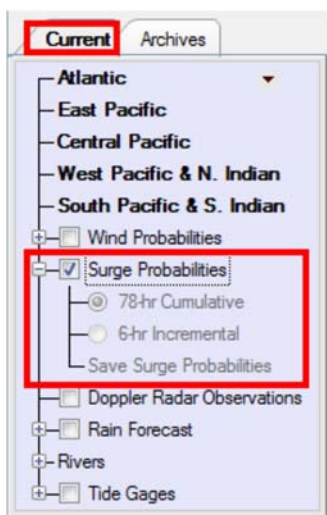 Current Archives
Atlantic
East Pacific
Central Pacific
West Pacific & N. Indian
South Pacific & S. Indian
Wind Probabilities
Surge Probabilities
78-hr Cumulative
6-hr Incremental
Save Surge Probabilities
Doppler Radar Observations
Rain Forecast
Rivers
Tide Gages